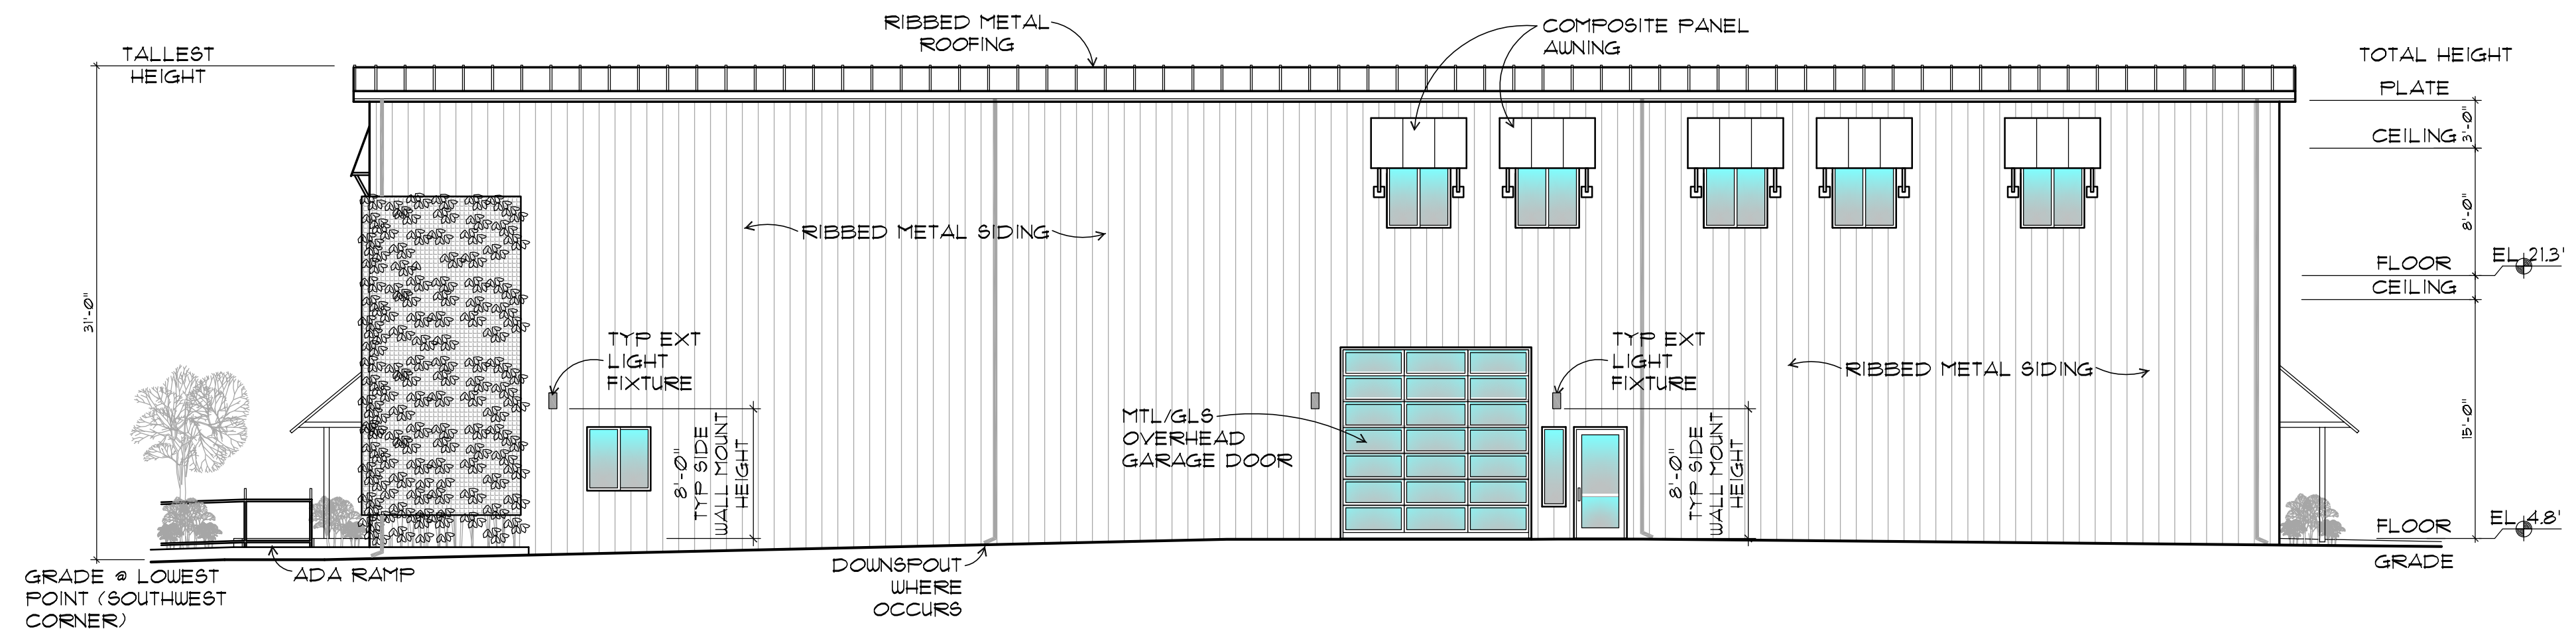 RIBBED METAL
ROOFING
COMPOSITE PANEL
AWNING
TALLEST
HEIGHT
TOTAL HEIGHT
PLATE
3'-0"
CEILING
8'-0"
EL 21.3'
FLOOR
CEILING
RIBBED METAL SIDING
31'-0"
TYP EXT
LIGHT
FIXTURE
TYP EXT
LIGHT
FIXTURE
RIBBED METAL SIDING
MTL/GLS
OVERHEAD
GARAGE DOOR
8'-0"
TYP SIDE
WALL MOUNT
HEIGHT
8'-0"
TYP SIDE
WALL MOUNT
HEIGHT
15'-0"
EL 4.8'
FLOOR
GRADE
GRADE @ LOWEST
POINT (SOUTHWEST
CORNER)
ADA RAMP
DOWNSPOUT
WHERE
OCCURS